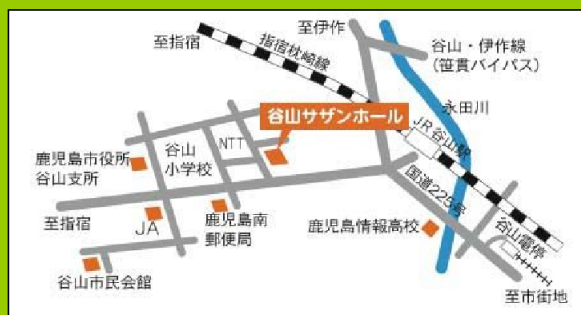 至伊作
至指宿
指宿枕崎線
谷山・伊作線
(笹貫バイパス)
永田川
谷山サザンホール
JR谷山駅
NTT
谷山
小学校
鹿児島市役所
谷山支所
国道225号
至指宿
JA
鹿児島南
郵便局
鹿児島情報高校
谷山電停
谷山市民会館
至市街地